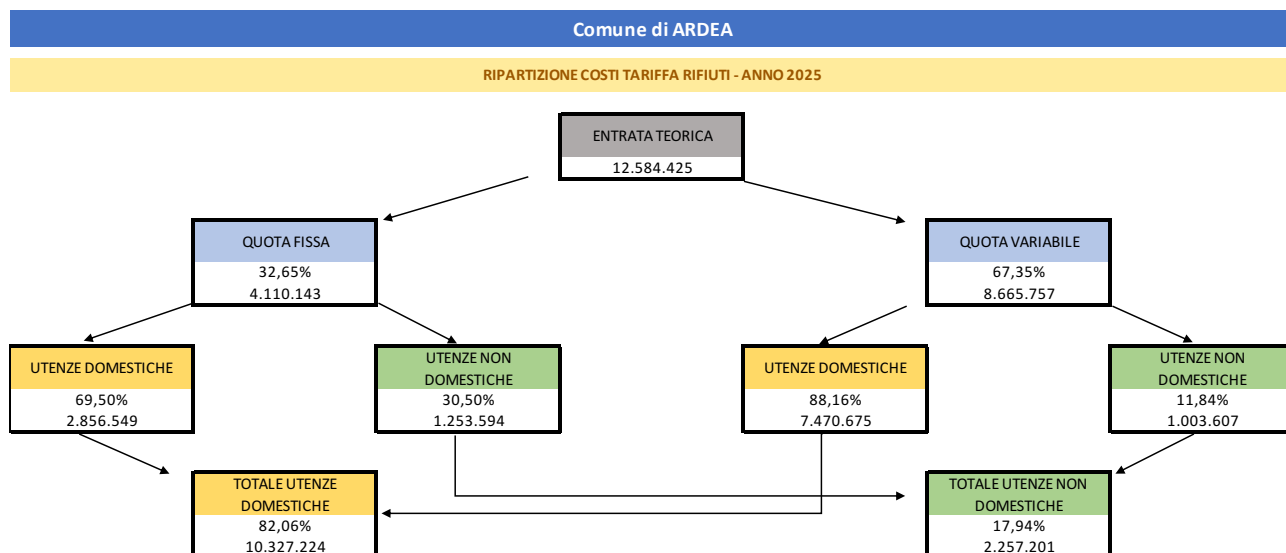 Comune di ARDEA
RIPARTIZIONE COSTI TARIFFA RIFIUTI - ANNO 2025
ENTRATA TEORICA
12.584.425
QUOTA FISSA
32,65%
4.110.143
QUOTA VARIABILE
67,35%
8.665.757
UTENZE DOMESTICHE
69,50%
2.856.549
UTENZE NON
DOMESTICHE
30,50%
1.253.594
UTENZE DOMESTICHE
88,16%
7.470.675
UTENZE NON
DOMESTICHE
11,84%
1.003.607
TOTALE UTENZE
DOMESTICHE
82,06%
10.327.224
TOTALE UTENZE NON
DOMESTICHE
17,94%
2.257.201